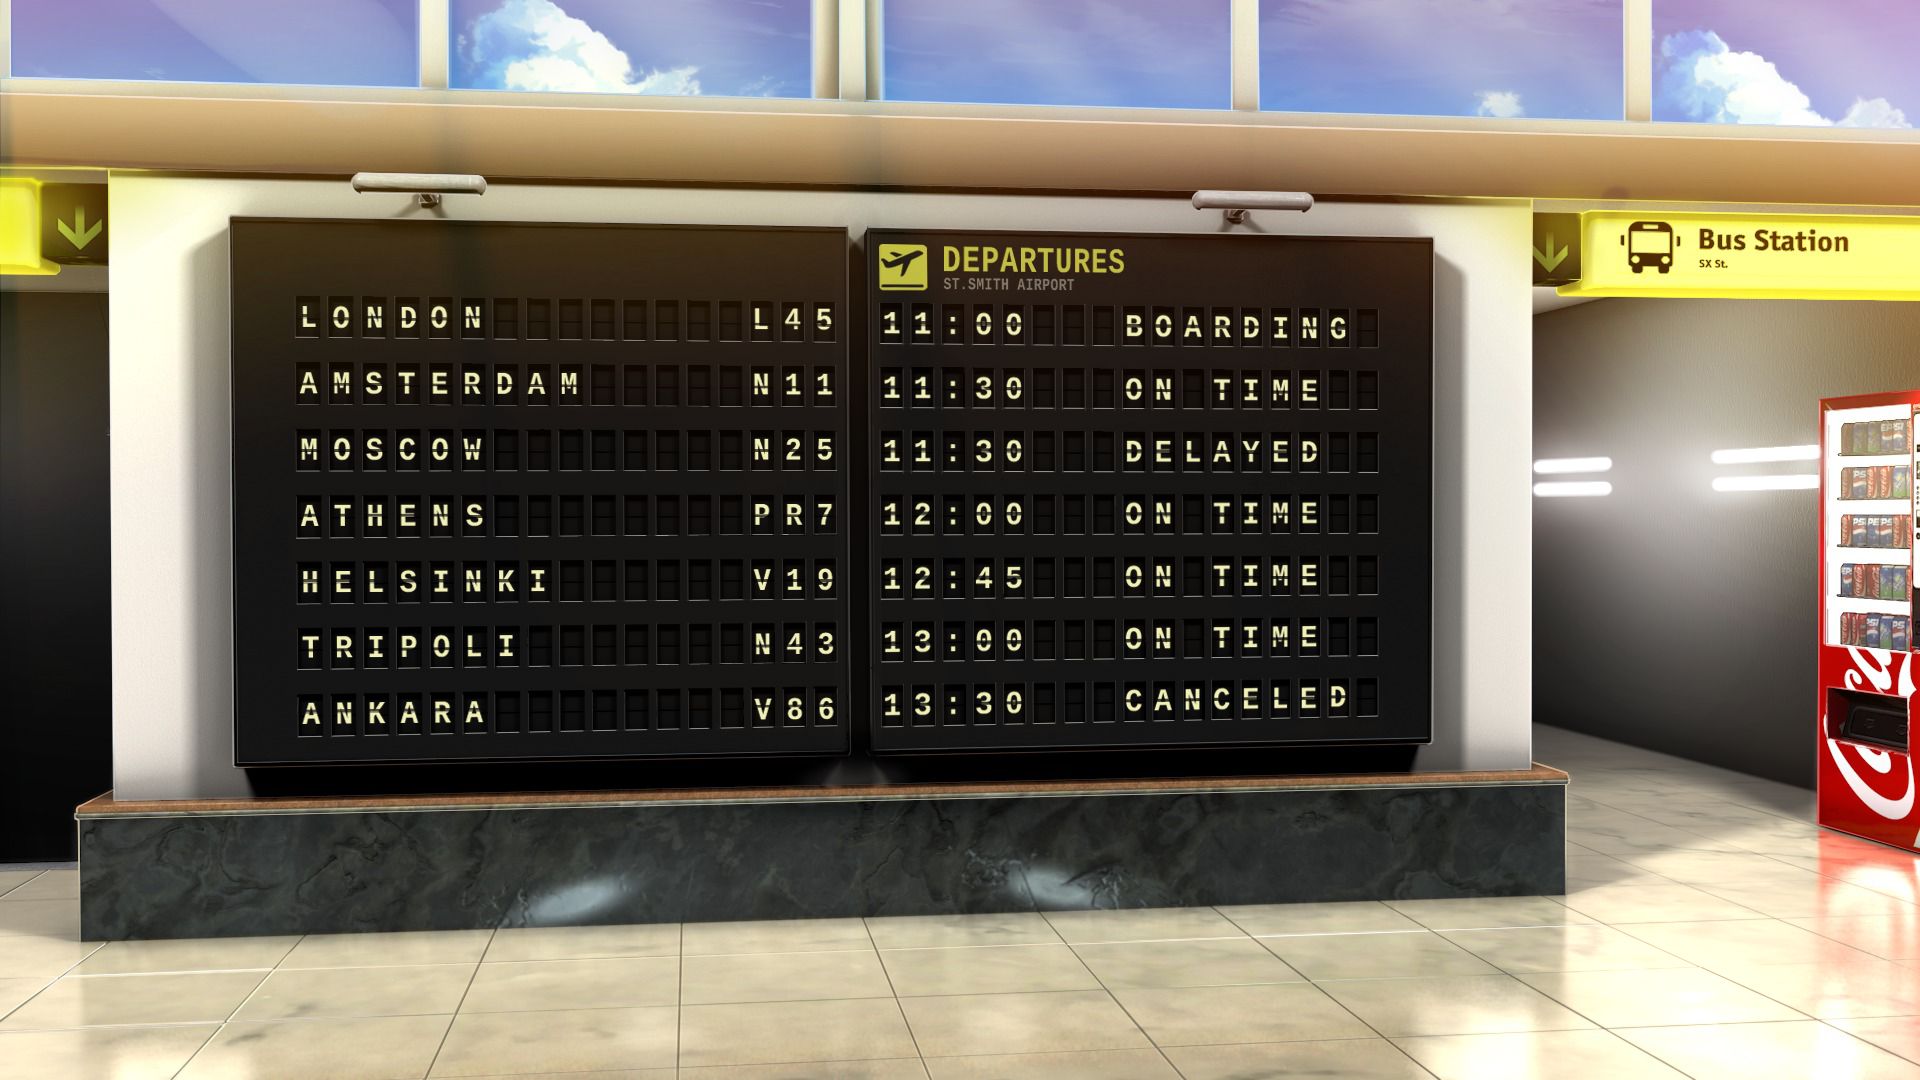 DEPARTURES
ST.SMITH AIRPORT
LONDON L45 11:00 BOARDING
AMSTERDAM N11 11:30 ON TIME
MOSCOW N25 11:30 DELAYED
ATHENS PR7 12:00 ON TIME
HELSINKI V19 12:45 ON TIME
TRIPOLI N43 13:00 ON TIME
ANKARA V86 13:30 CANCELED
Bus Station
SX St.